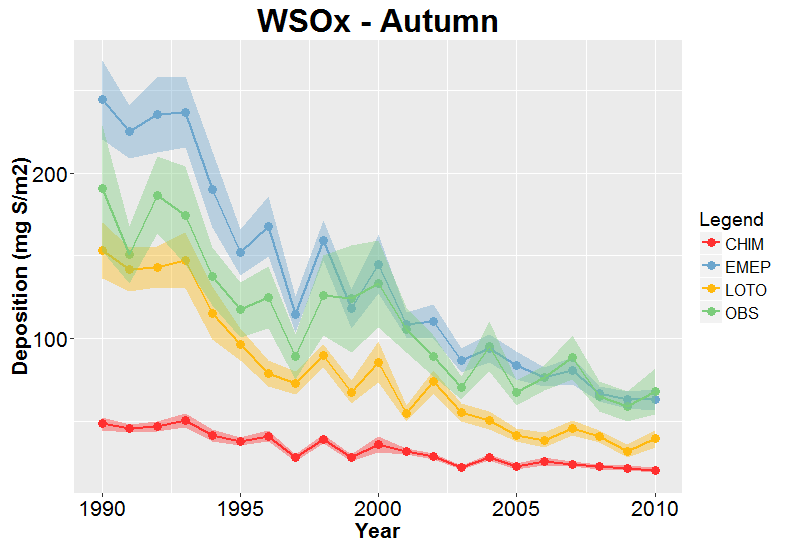 WSOx - Autumn
Deposition (mg S/m2)
200
100
1990 1995 2000 2005 2010
Year
Legend
CHIM
EMEP
LOTO
OBS